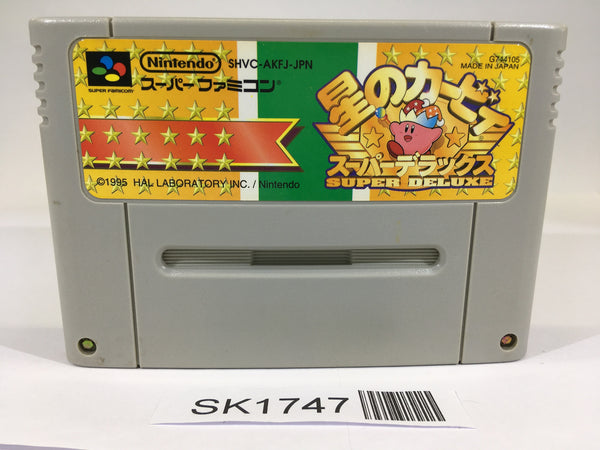 Nintendo SHVC-AKFJ-JPN
スーパーファミコン®
SUPER FAMICOM
G744105
MADE IN JAPAN
星のカービィ
スーパーデラックス
SUPER DELUXE
©1995 HAL LABORATORY INC. / Nintendo
SK1747